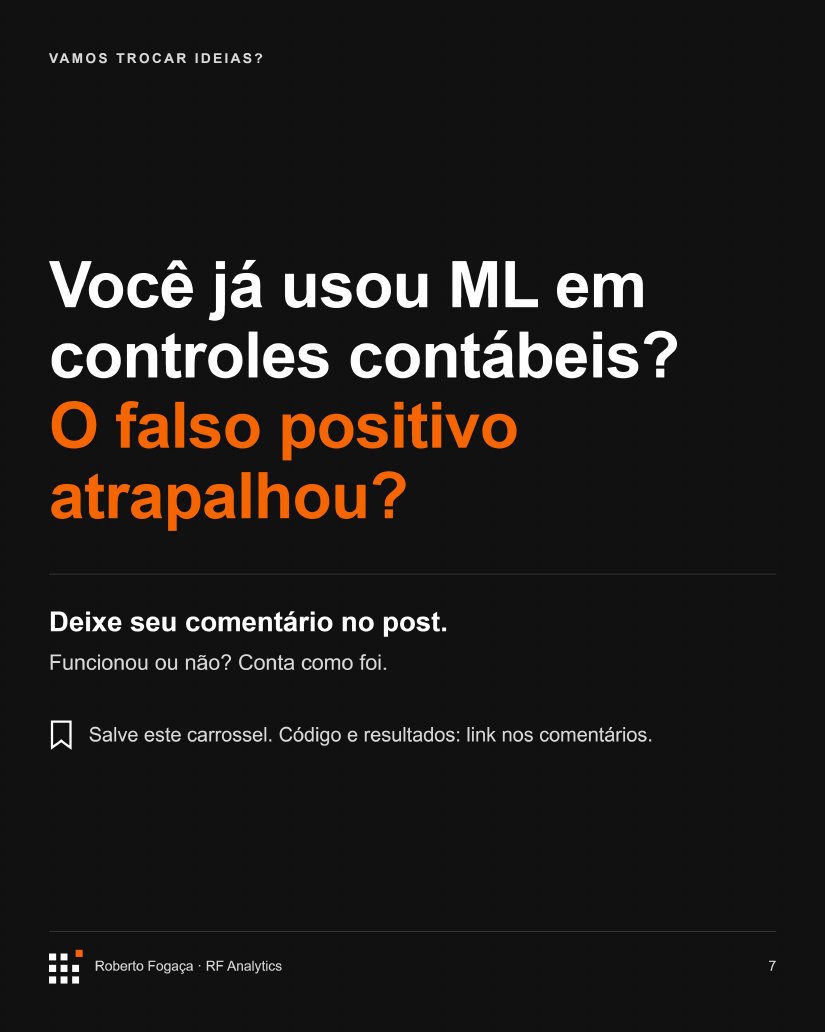 VAMOS TROCAR IDEIAS?
Você já usou ML em
controles contábeis?
O falso positivo
atrapalhou?
Deixe seu comentário no post.
Funcionou ou não? Conta como foi.
Salve este carrossel. Código e resultados: link nos comentários.
Roberto Fogaça · RF Analytics
7